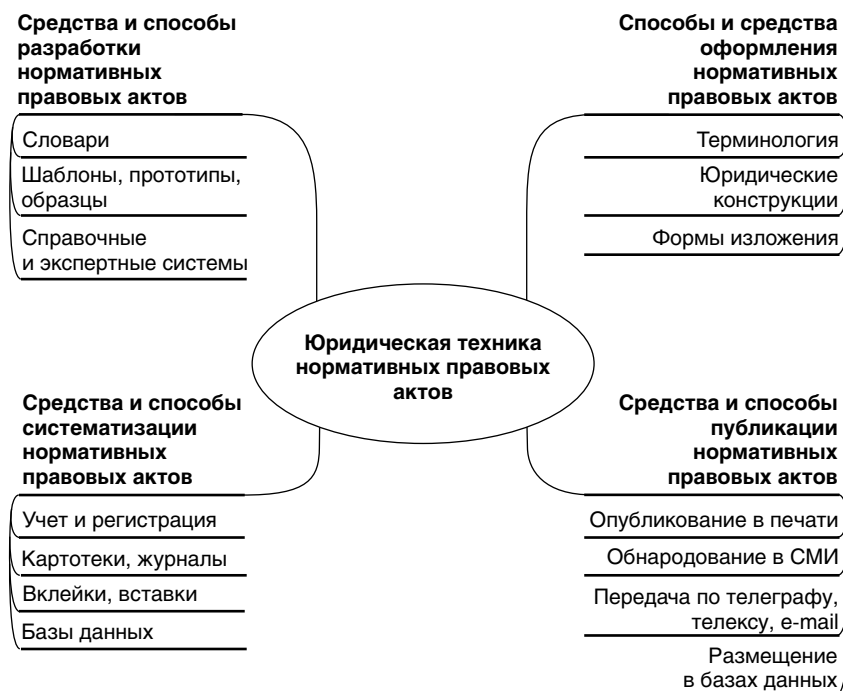 Средства и способы
разработки
нормативных
правовых актов
Словари
Шаблоны, прототипы,
образцы
Справочные
и экспертные системы
Способы и средства
оформления
нормативных
правовых актов
Терминология
Юридические
конструкции
Формы изложения
Юридическая техника
нормативных правовых
актов
Средства и способы
систематизации
нормативных
правовых актов
Учет и регистрация
Картотеки, журналы
Вклейки, вставки
Базы данных
Средства и способы
публикации
нормативных
правовых актов
Опубликование в печати
Обнародование в СМИ
Передача по телеграфу,
телексу, e-mail
Размещение
в базах данных